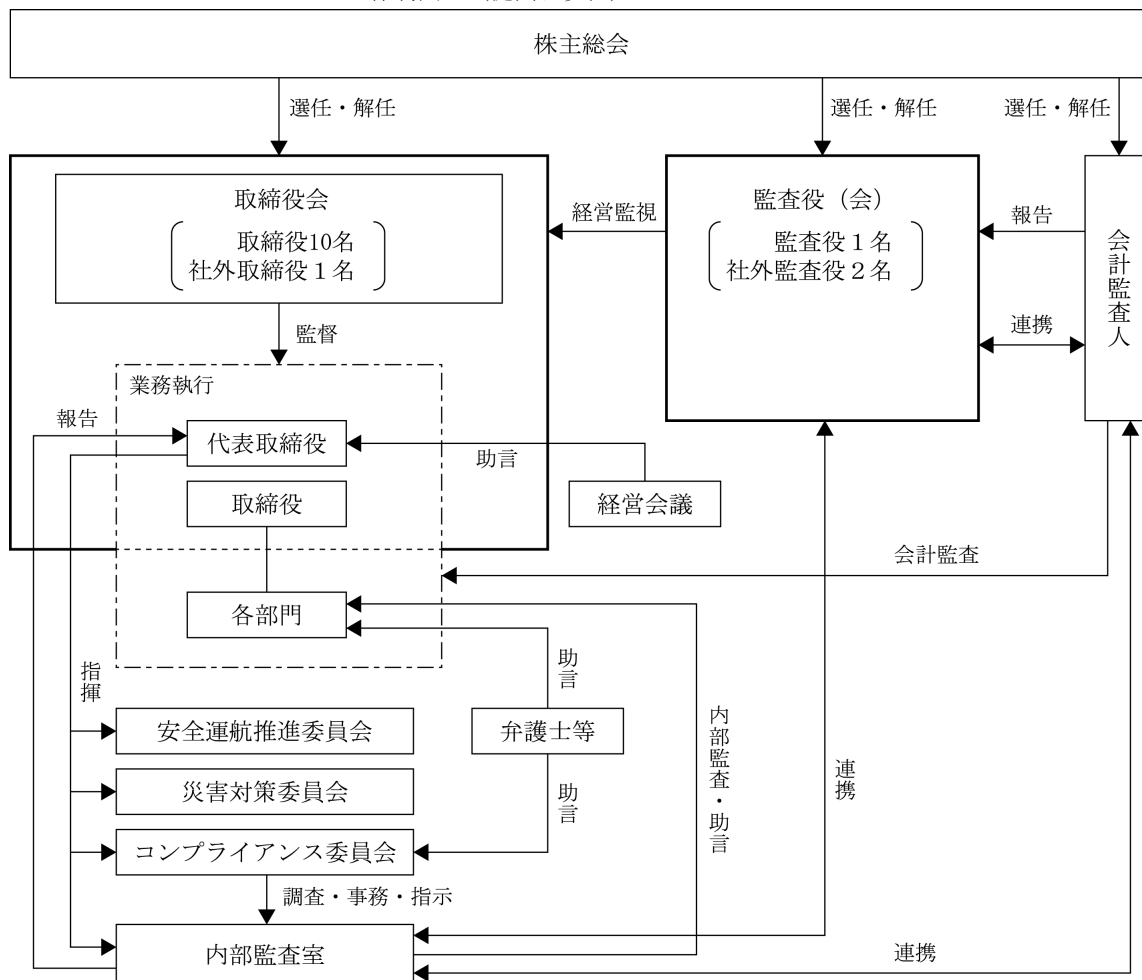 株主総会
選任・解任
選任・解任
選任・解任
取締役会
取締役10名
社外取締役1名
経営監視
監査役（会）
監査役1名
社外監査役2名
報告
連携
会計監査人
監督
業務執行
報告
代表取締役
助言
取締役
経営会議
会計監査
各部門
指揮
助言
安全運航推進委員会
弁護士等
内部監査・助言
連携
災害対策委員会
助言
コンプライアンス委員会
調査・事務・指示
内部監査室
連携